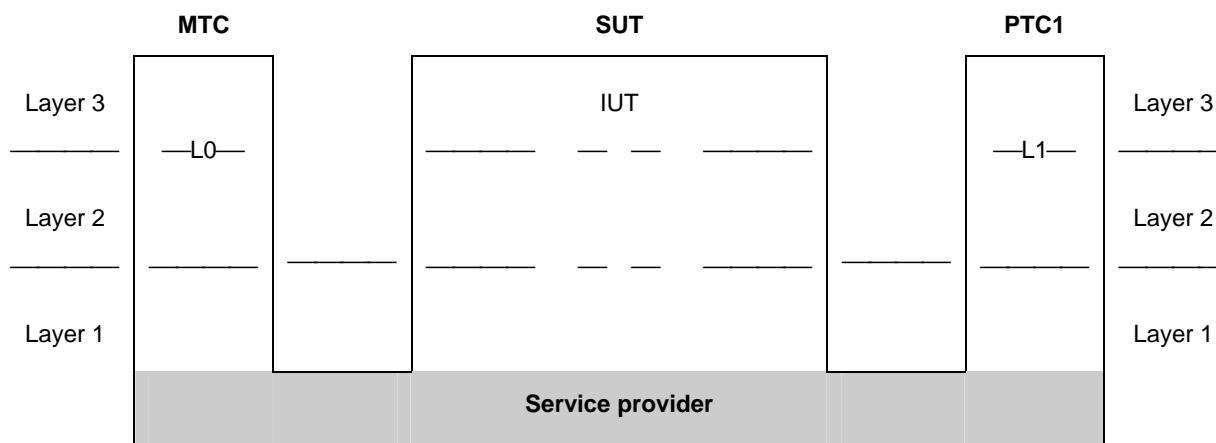 MTC SUT PTC1
Layer 3 IUT Layer 3
L0 L1
Layer 2 Layer 2
Layer 1 Layer 1
Service provider